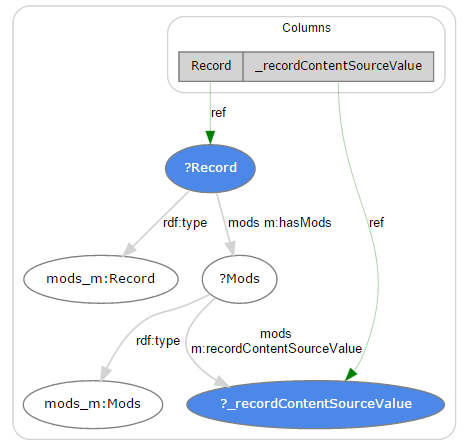 Columns
Record _recordContentSourceValue
ref
?Record
rdf:type mods m:hasMods
ref
mods_m:Record ?Mods
rdf:type mods
m:recordContentSourceValue
mods_m:Mods ?_recordContentSourceValue